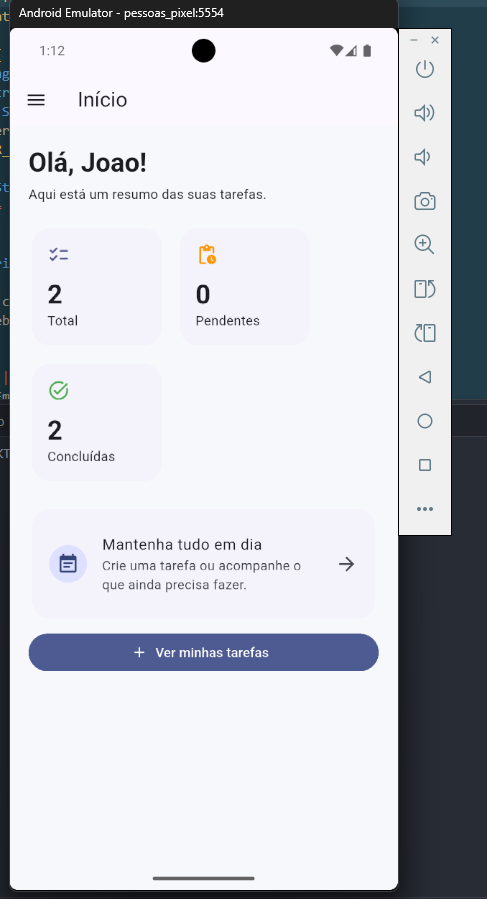 Android Emulator - pessoas_pixel:5554
1:12
Início
Olá, Joao!
Aqui está um resumo das suas tarefas.
2
Total
0
Pendentes
2
Concluídas
Mantenha tudo em dia
Crie uma tarefa ou acompanhe o
que ainda precisa fazer.
Ver minhas tarefas